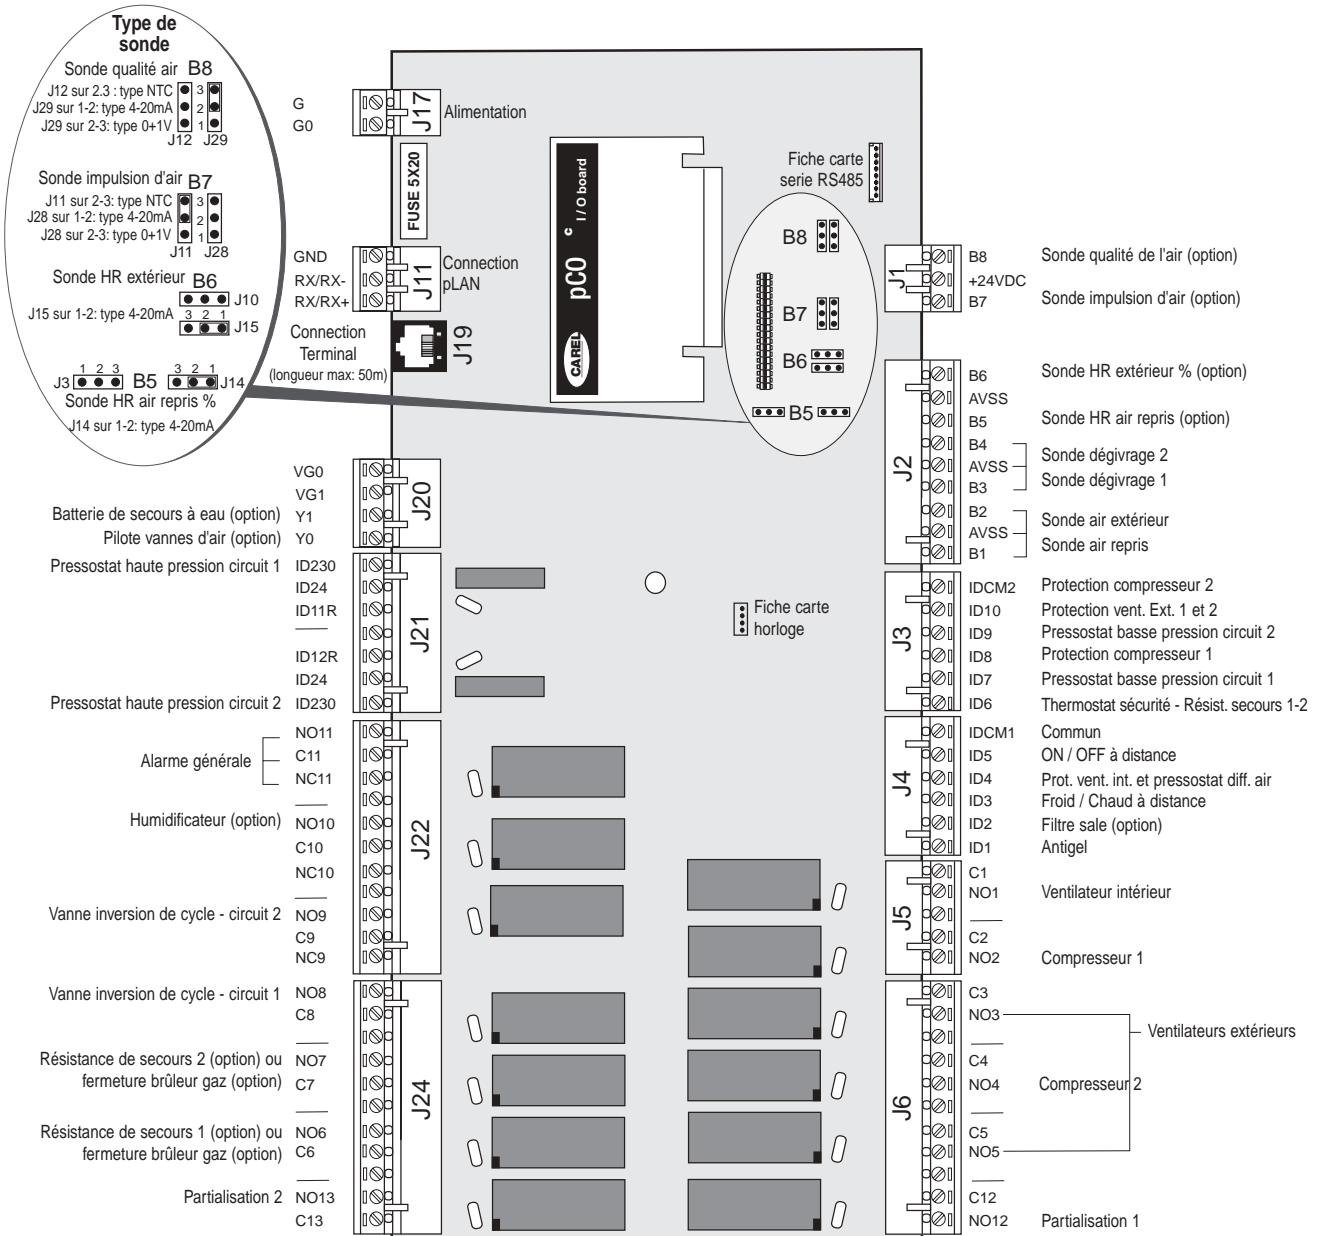 Type de
sonde
Sonde qualité air B8
J12 sur 2.3 : type NTC
J29 sur 1-2: type 4-20mA
J29 sur 2-3: type 0+1V
3
2
1
J12 J29
Sonde impulsion d'air B7
J11 sur 2-3: type NTC
J28 sur 1-2: type 4-20mA
J28 sur 2-3: type 0+1V
3
2
1
J11 J28
Sonde HR extérieur B6
J10
J15 sur 1-2: type 4-20mA 3 2 1
J15
1 2 3
3 2 1
J3 B5 J14
Sonde HR air repris %
J14 sur 1-2: type 4-20mA
G
G0
J17
Alimentation
FUSE 5X20
GND
RX/RX-
RX/RX+
J11
Connection
pLAN
Connection
Terminal
(longueur max: 50m)
J19
CAREL
pCO c I / O board
Fiche carte
serie RS485
B8
B7
B6
B5
Fiche carte
horloge
VG0
VG1
Batterie de secours à eau (option) Y1
Pilote vannes d'air (option) Y0
J20
Pressostat haute pression circuit 1 ID230
ID24
ID11R
ID12R
ID24
Pressostat haute pression circuit 2 ID230
J21
NO11
Alarme générale C11
NC11
Humidificateur (option) NO10
C10
NC10
Vanne inversion de cycle - circuit 2 NO9
C9
NC9
J22
Vanne inversion de cycle - circuit 1 NO8
C8
Résistance de secours 2 (option) ou NO7
fermeture brûleur gaz (option) C7
Résistance de secours 1 (option) ou NO6
fermeture brûleur gaz (option) C6
Partialisation 2 NO13
C13
J24
J1
B8 Sonde qualité de l'air (option)
+24VDC
B7 Sonde impulsion d'air (option)
J2
B6 Sonde HR extérieur % (option)
AVSS
B5 Sonde HR air repris (option)
B4
Sonde dégivrage 2
AVSS
Sonde dégivrage 1
B3
B2
Sonde air extérieur
AVSS
Sonde air repris
B1
J3
IDCM2 Protection compresseur 2
ID10 Protection vent. Ext. 1 et 2
ID9 Pressostat basse pression circuit 2
ID8 Protection compresseur 1
ID7 Pressostat basse pression circuit 1
ID6 Thermostat sécurité - Résist. secours 1-2
J4
IDCM1 Commun
ID5 ON / OFF à distance
ID4 Prot. vent. int. et pressostat diff. air
ID3 Froid / Chaud à distance
ID2 Filtre sale (option)
ID1 Antigel
J5
C1
NO1 Ventilateur intérieur
C2
NO2 Compresseur 1
J6
C3
NO3
Ventilateurs extérieurs
C4
NO4 Compresseur 2
C5
NO5
C12
NO12 Partialisation 1